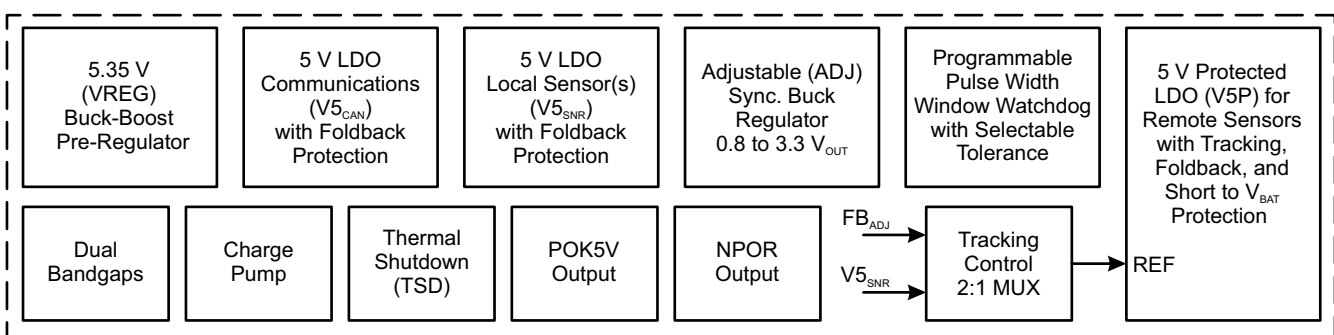 5.35 V
(VREG)
Buck-Boost
Pre-Regulator
5 V LDO
Communications
(V5CAN)
with Foldback
Protection
5 V LDO
Local Sensor(s)
(V5SNR)
with Foldback
Protection
Adjustable (ADJ)
Sync. Buck
Regulator
0.8 to 3.3 VOUT
Programmable
Pulse Width
Window Watchdog
with Selectable
Tolerance
5 V Protected
LDO (V5P) for
Remote Sensors
with Tracking,
Foldback, and
Short to VBAT
Protection
Dual
Bandgaps
Charge
Pump
Thermal
Shutdown
(TSD)
POK5V
Output
NPOR
Output
FBADJ
V5SNR
Tracking
Control
2:1 MUX
REF